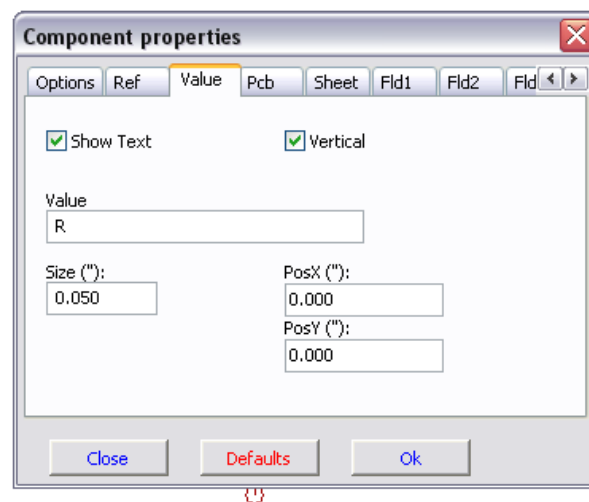 Component properties
Options Ref Value Pcb Sheet Fld1 Fld2 Fld
Show Text Vertical
Value
R
Size ("): PosX ("):
0.050 0.000
PosY ("):
0.000
Close Defaults Ok